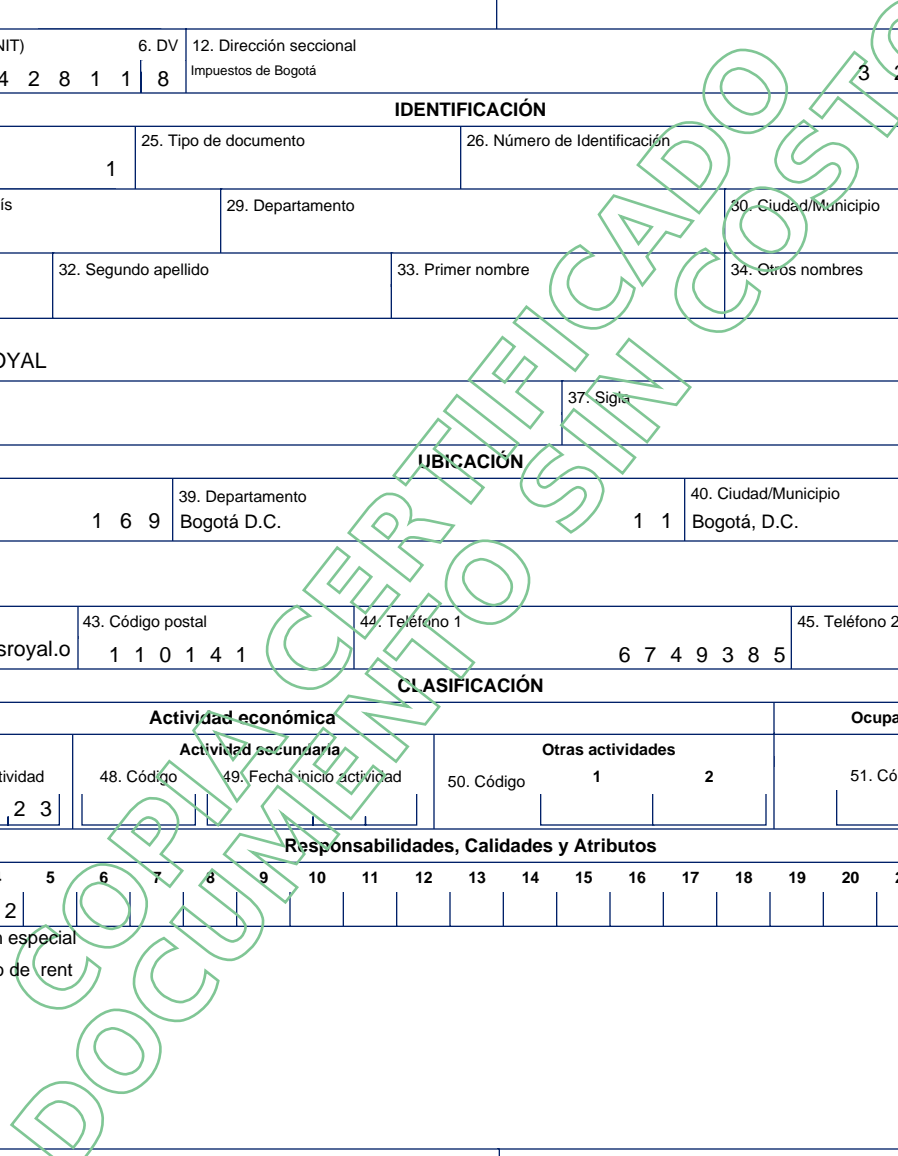 NIT) 6. DV 12. Dirección seccional
4 2 8 1 1 8 Impuestos de Bogotá 3 2
IDENTIFICACIÓN
25. Tipo de documento 26. Número de Identificación
1
ís 29. Departamento 30. Ciudad/Municipio
32. Segundo apellido 33. Primer nombre 34. Otros nombres
OYAL
37. Sigla
UBICACIÓN
39. Departamento 40. Ciudad/Municipio
1 6 9 Bogotá D.C. 1 1 Bogotá, D.C.
43. Código postal 44. Teléfono 1 45. Teléfono 2
sroyal.o 1 1 0 1 4 1 6 7 4 9 3 8 5
CLASIFICACIÓN
Actividad económica Ocupa
Actividad secundaria Otras actividades
tividad 48. Código 49. Fecha inicio actividad 50. Código 1 2 51. Có
2 3
Responsabilidades, Calidades y Atributos
5 6 7 8 9 10 11 12 13 14 15 16 17 18 19 20 2
2
n especial
o de rent
COPIA CERTIFICADO
DOCUMENTO SIN COSTO